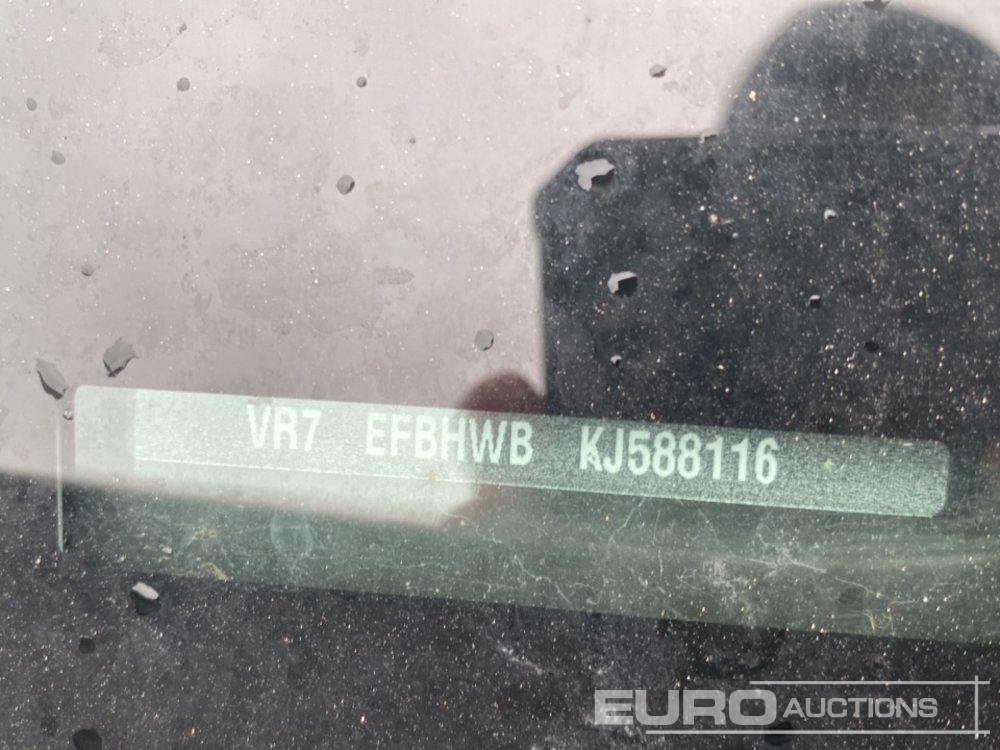 VR7 EFBHWB KJ588116
EURO AUCTIONS